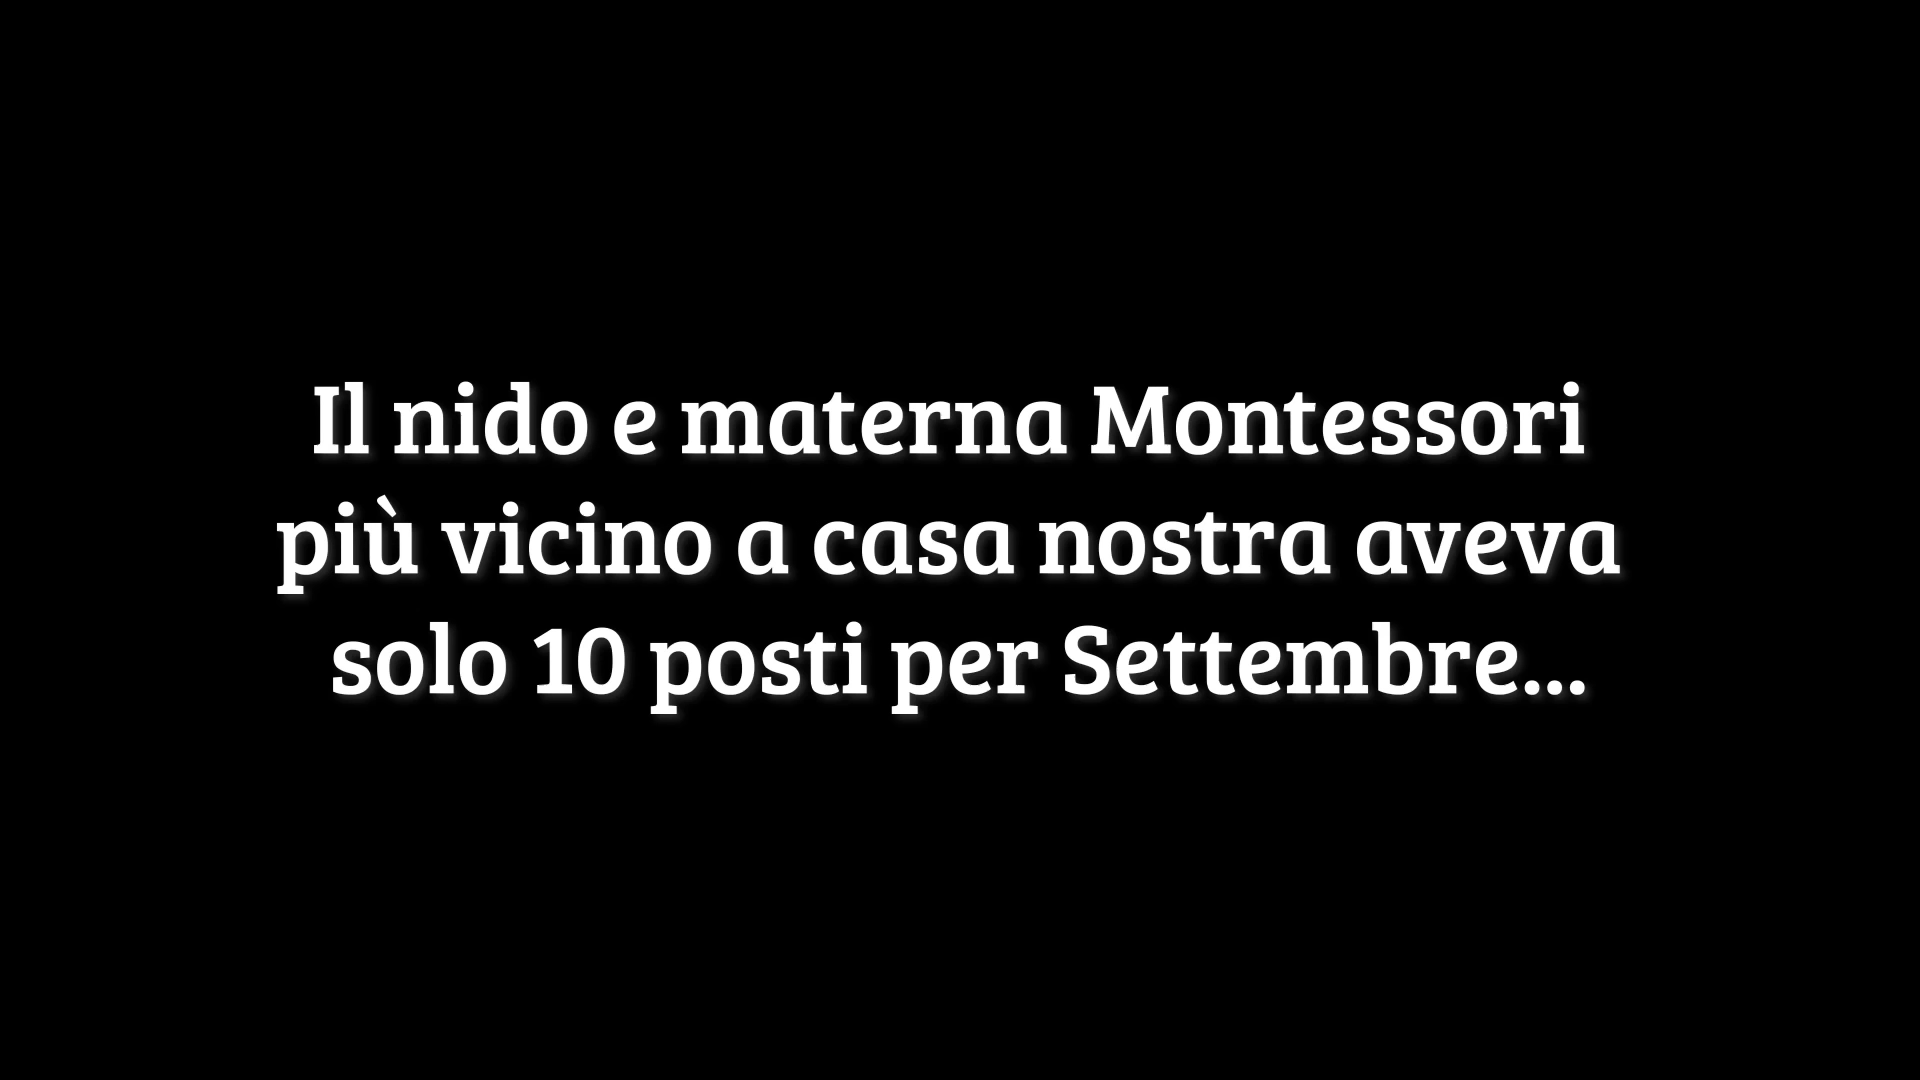 Il nido e materna Montessori
più vicino a casa nostra aveva
solo 10 posti per Settembre...